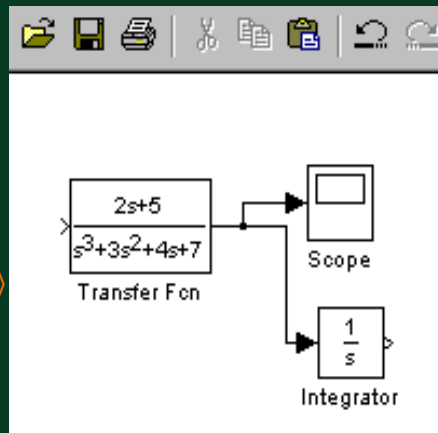 2s+5
s³+3s²+4s+7
Transfer Fcn
Scope
1
s
Integrator